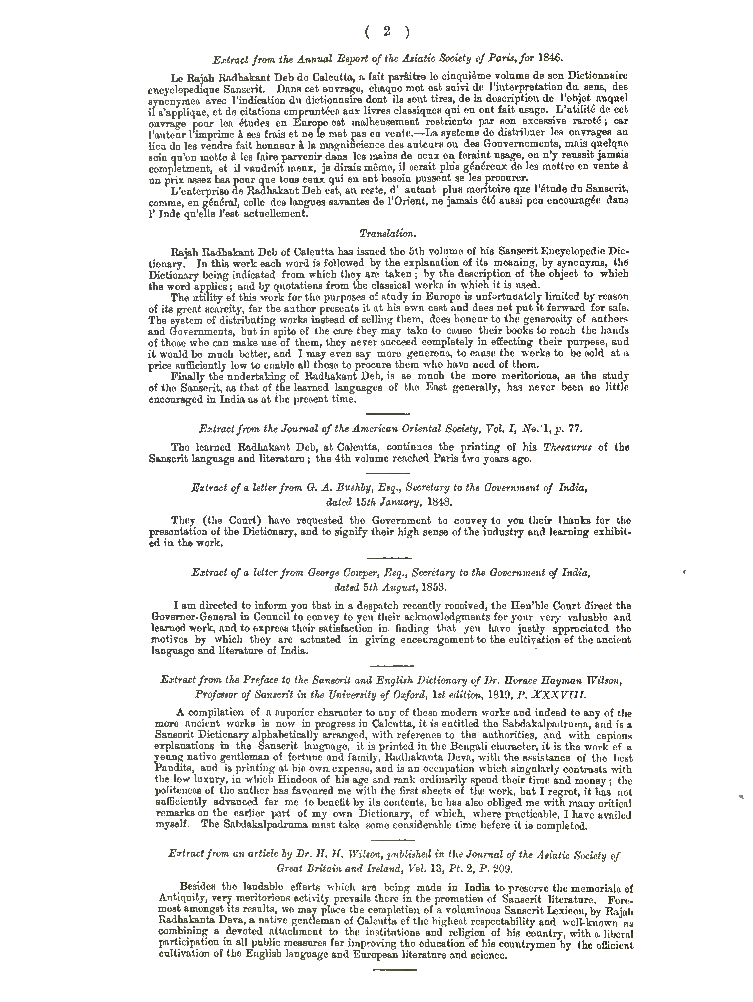 ( 2 )
Extract from the Annual Report of the Asiatic Society of Paris, for 1846.
Le Rajah Radhakant Deb de Calcutta, a fait paràitre le cinquième volume de son Dictionnaire
encyclopedique Sanscrit. Dans cet ouvrage, chaque mot est suivi de l'interpretation du sens, des
synonymes avec l'indication du dictionnaire dont ils sont tires, de la description de l'objet auquel
il s'applique, et de citations empruntées aux livres classiques qui en ont fait usage. L'utilité de cet
ouvrage pour les études en Europe est malheusement restriente par son excessive rareté; car
l'auteur l'imprime à ses frais et ne le met pas en vente.—La systeme de distribuer les ouvrages au
lieu de les vendre fait honneur à la magnificience des auteurs ou des Gouvernements, mais quelque
soin qu'on motte à les faire parvenir dans les mains de ceux on feraint usage, on n'y reussit jamais
completment, et il vaudrait meux, je dirais mème, il serait plus généreux de les mettre en vente à
un prix assez bas pour que tous ceux qui en ont besoin pussent se les procurer.
L'enterpriso de Radhakant Deb est, au reste, d' autant plus meritoire que l'étude du Sanscrit,
comme, en général, celle des langues savantes de l'Orient, ne jamais été aussi peu encouragée dans
l' Inde qu'elle l'est actuellement.
Translation.
Rajah Radhakant Deb of Calcutta has issued the 5th volume of his Sanscrit Encyclopedic Dic-
tionary. In this work each word is followed by the explanation of its meaning, by synonyms, the
Dictionary being indicated from which they are taken; by the description of the object to which
the word applies; and by quotations from the classical works in which it is used.
The utility of this work for the purposes of study in Europe is unfortunately limited by reason
of its great scarcity, for the author presents it at his own cost and does not put it forward for sale.
The system of distributing works instead of selling them, does honour to the generosity of authors
and Governments, but in spite of the care they may take to cause their books to reach the hands
of those who can make use of them, they never succeed completely in effecting their purpose, and
it would be much better, and I may even say more generous, to cause the works to be sold at a
price sufficiently low to enable all those to procure them who have need of them.
Finally the undertaking of Radhakant Deb, is so much the more meritorious, as the study
of the Sanscrit, as that of the learned languages of the East generally, has never been so little
encouraged in India as at the present time.
Extract from the Journal of the American Oriental Society, Vol. I, No. 1, p. 77.
The learned Radhakant Deb, at Calcutta, continues the printing of his Thesaurus of the
Sanscrit language and literature; the 4th volume reached Paris two years ago.
Extract of a letter from G. A. Bushby, Esq., Secretary to the Government of India,
dated 15th January, 1848.
They (the Court) have requested the Government to convey to you their thanks for the
presentation of the Dictionary, and to signify their high sense of the industry and learning exhibit-
ed in the work.
Extract of a letter from George Couper, Esq., Secretary to the Government of India,
dated 5th August, 1853.
I am directed to inform you that in a despatch recently received, the Hon'ble Court direct the
Governor-General in Council to convey to you their acknowledgments for your very valuable and
learned work, and to express their satisfaction in finding that you have justly appreciated the
motives by which they are actuated in giving encouragement to the cultivation of the ancient
language and literature of India.
Extract from the Preface to the Sanscrit and English Dictionary of Dr. Horace Hayman Wilson,
Professor of Sanscrit in the University of Oxford, 1st edition, 1819, P. XXXVIII.
A compilation of a superior character to any of these modern works and indeed to any of the
more ancient works is now in progress in Calcutta, it is entitled the Sabdakalpadruma, and is a
Sanscrit Dictionary alphabetically arranged, with reference to the authorities, and with copious
explanations in the Sanscrit language, it is printed in the Bengali character, it is the work of a
young native gentleman of fortune and family, Radhakanta Deva, with the assistance of the best
Pandits, and is printing at his own expense, and is an occupation which singularly contrasts with
the low luxury, in which Hindoos of his age and rank ordinarily spend their time and money; the
politeness of the author has favoured me with the first sheets of the work, but I regret, it has not
sufficiently advanced for me to benefit by its contents, he has also obliged me with many critical
remarks on the earlier part of my own Dictionary, of which, where practicable, I have availed
myself. The Sabdakalpadruma must take some considerable time before it is completed.
Extract from an article by Dr. H. H. Wilson, published in the Journal of the Asiatic Society of
Great Britain and Ireland, Vol. 13, Pt. 2, P. 209.
Besides the laudable efforts which are being made in India to preserve the memorials of
Antiquity, very meritorious activity prevails there in the promotion of Sanscrit literature. Fore-
most amongst its results, we may place the completion of a voluminous Sanscrit Lexicon, by Rajah
Radhakanta Deva, a native gentleman of Calcutta of the highest respectability and well-known as
combining a devoted attachment to the institutions and religion of his country, with a liberal
participation in all public measures for improving the education of his countrymen by the efficient
cultivation of the English language and European literature and science.